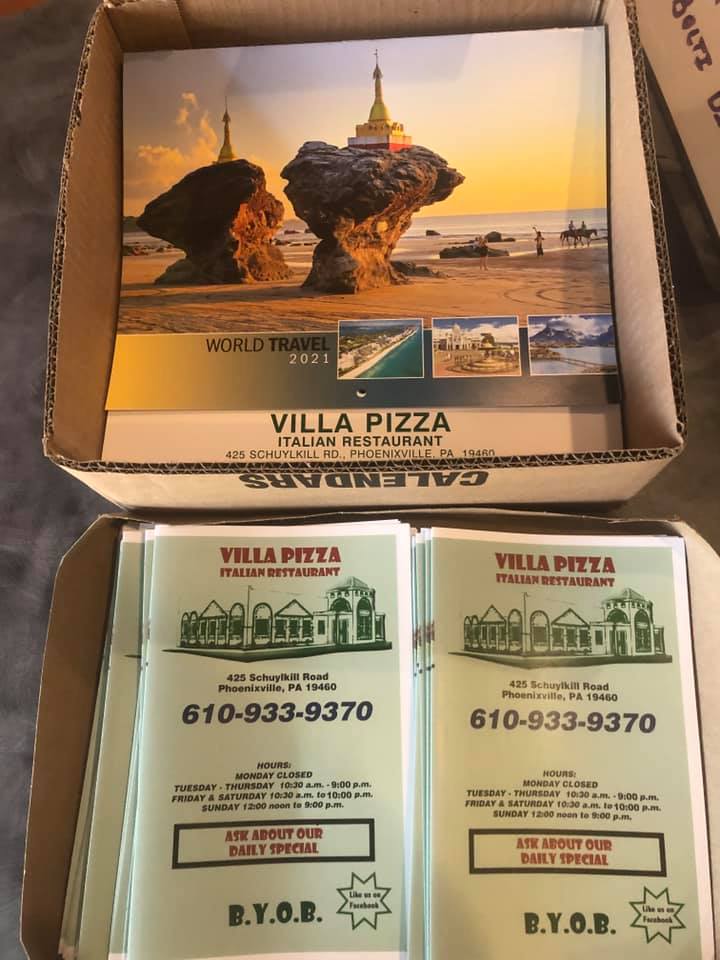 BOLTI
WORLD TRAVEL
2021
VILLA PIZZA
ITALIAN RESTAURANT
425 SCHUYLKILL RD., PHOENIXVILLE, PA 19460
CALENDARS
VILLA PIZZA
ITALIAN RESTAURANT
425 Schuylkill Road
Phoenixville, PA 19460
610-933-9370
HOURS:
MONDAY CLOSED
TUESDAY - THURSDAY 10:30 a.m. - 9:00 p.m.
FRIDAY & SATURDAY 10:30 a.m. to 10:00 p.m.
SUNDAY 12:00 noon to 9:00 p.m.
ASK ABOUT OUR
DAILY SPECIAL
B.Y.O.B.
Like us on
Facebook
VILLA PIZZA
ITALIAN RESTAURANT
425 Schuylkill Road
Phoenixville, PA 19460
610-933-9370
HOURS:
MONDAY CLOSED
TUESDAY - THURSDAY 10:30 a.m. - 9:00 p.m.
FRIDAY & SATURDAY 10:30 a.m. to 10:00 p.m.
SUNDAY 12:00 noon to 9:00 p.m.
ASK ABOUT OUR
DAILY SPECIAL
B.Y.O.B.
Like us on
Facebook